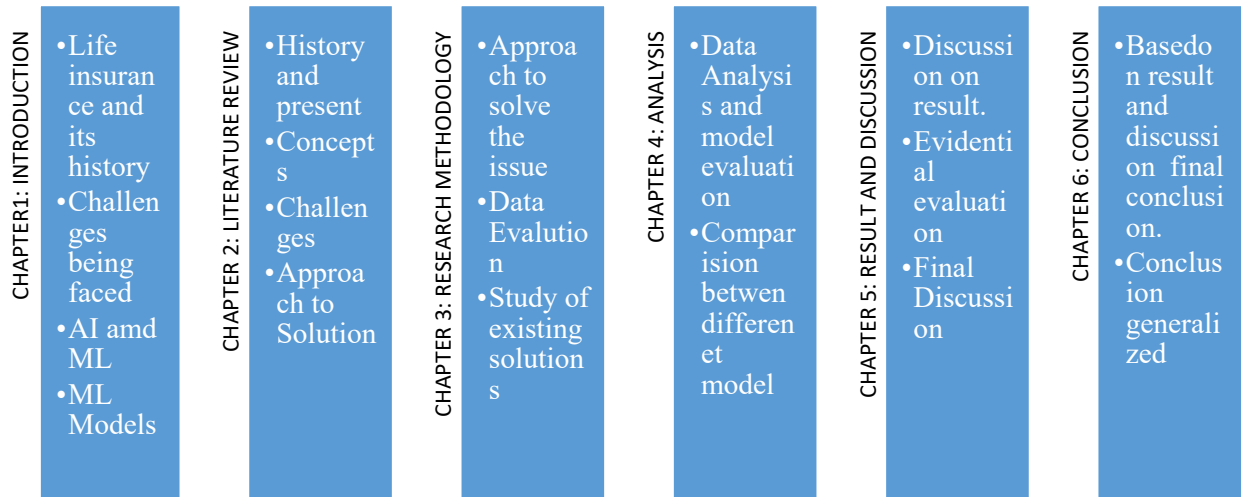 CHAPTER1: INTRODUCTION
•Life
insuran
ce and
its
history
•Challen
ges
being
faced
•AI amd
ML
•ML
Models
CHAPTER 2: LITERATURE REVIEW
•History
and
present
•Concept
s
•Challen
ges
•Approa
ch to
Solution
CHAPTER 3: RESEARCH METHODOLOGY
•Approa
ch to
solve
the
issue
•Data
Evalution
n
•Study of
existing
solution
s
CHAPTER 4: ANALYSIS
•Data
Analysi
s and
model
evaluati
on
•Compar
ision
betwen
differen
et
model
CHAPTER 5: RESULT AND DISCUSSION
•Discussi
on on
result.
•Evidenti
al
evaluati
on
•Final
Discussi
on
CHAPTER 6: CONCLUSION
•Basedo
n result
and
discussi
on final
conclusi
on.
•Conclus
ion
generali
zed